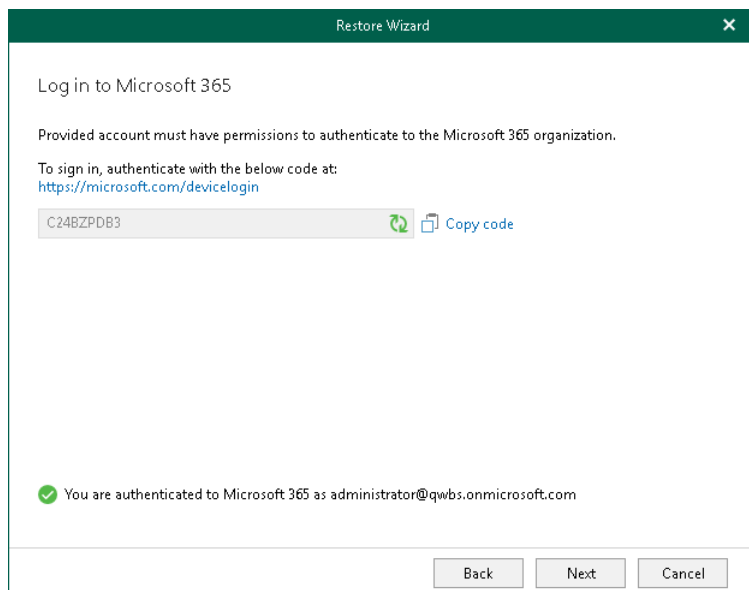 Restore Wizard
Log in to Microsoft 365
Provided account must have permissions to authenticate to the Microsoft 365 organization.
To sign in, authenticate with the below code at:
https://microsoft.com/devicelogin
C24BZPDB3 Copy code
You are authenticated to Microsoft 365 as administrator@qwbs.onmicrosoft.com
Back Next Cancel